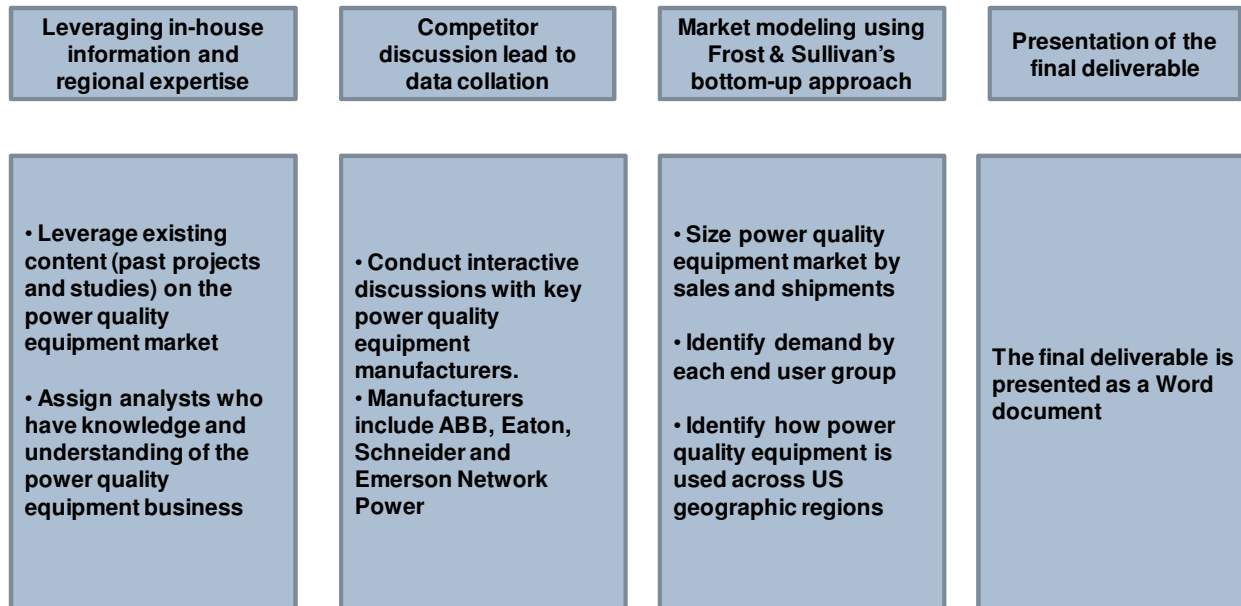 Leveraging in-house
information and
regional expertise
Competitor
discussion lead to
data collation
Market modeling using
Frost & Sullivan’s
bottom-up approach
Presentation of the
final deliverable
• Leverage existing
content (past projects
and studies) on the
power quality
equipment market
• Assign analysts who
have knowledge and
understanding of the
power quality
equipment business
• Conduct interactive
discussions with key
power quality
equipment
manufacturers.
• Manufacturers
include ABB, Eaton,
Schneider and
Emerson Network
Power
• Size power quality
equipment market by
sales and shipments
• Identify demand by
each end user group
• Identify how power
quality equipment is
used across US
geographic regions
The final deliverable is
presented as a Word
document